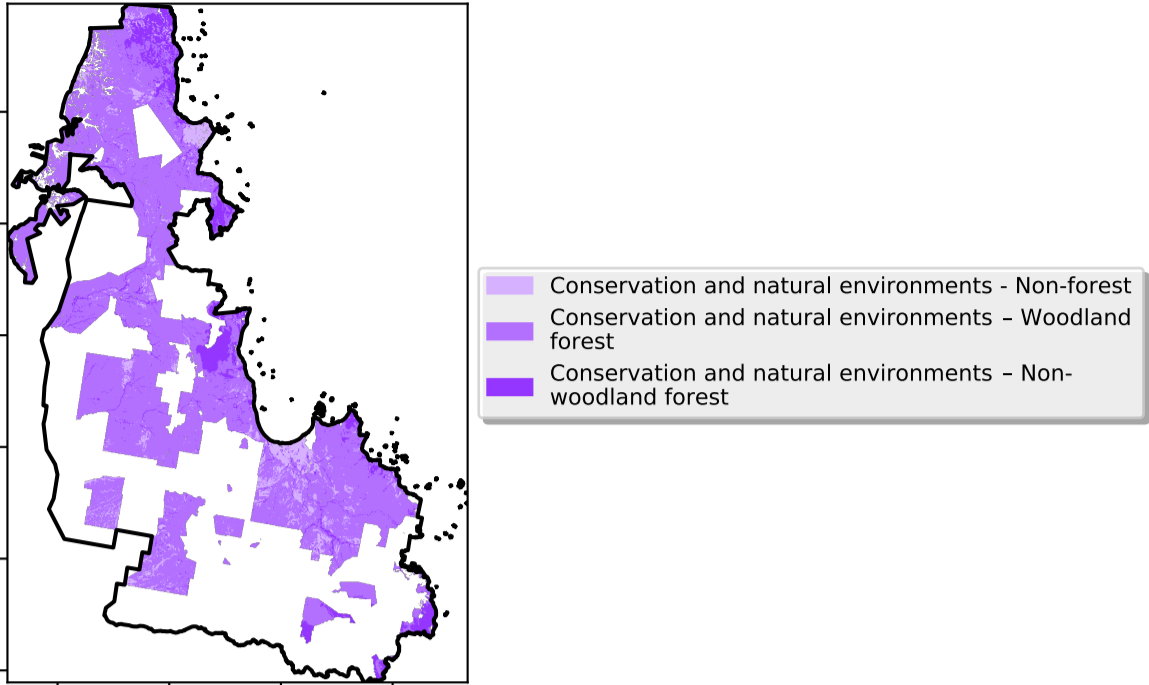 Conservation and natural environments - Non-forest
Conservation and natural environments – Woodland
forest
Conservation and natural environments – Non-
woodland forest